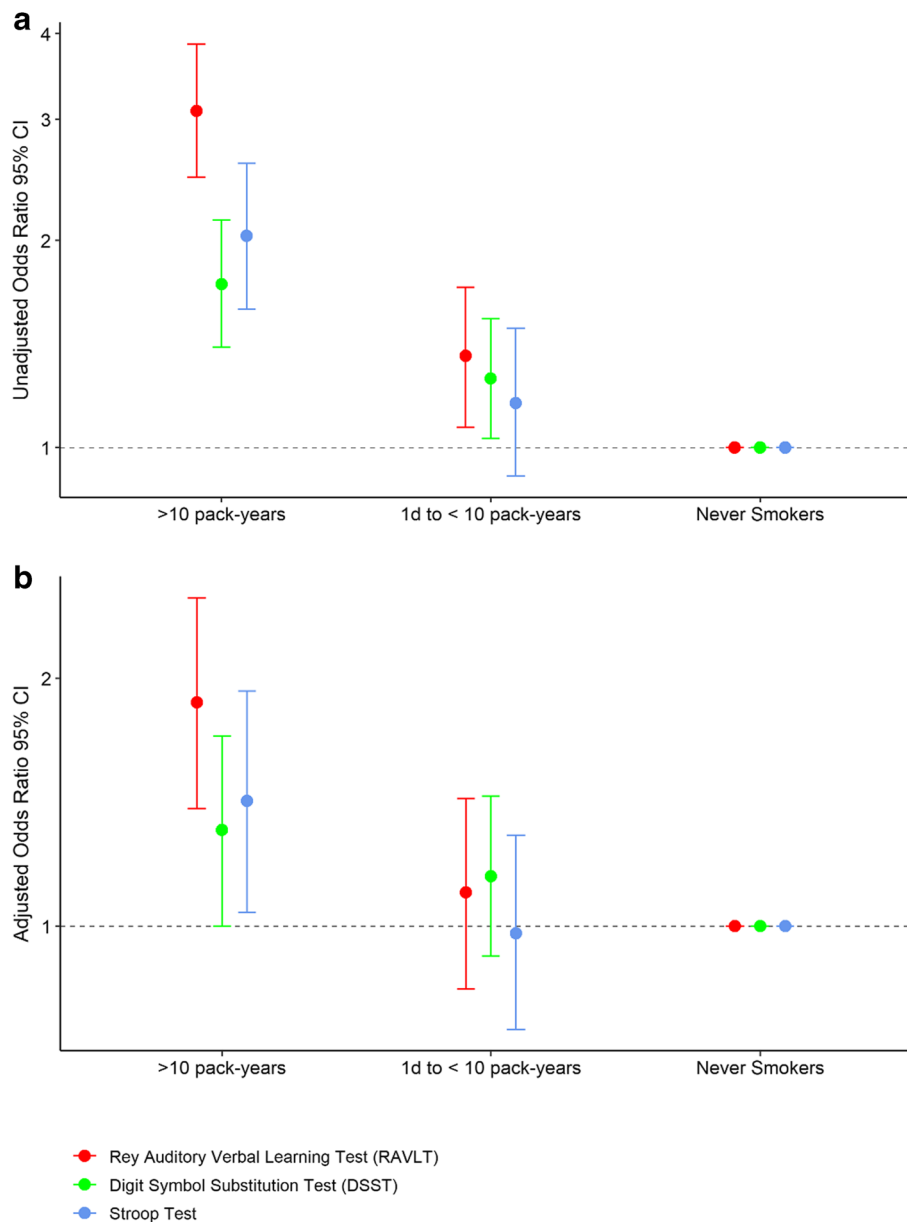 a
Unadjusted Odds Ratio 95% CI
4
3
2
1
>10 pack-years
1d to < 10 pack-years
Never Smokers
b
Adjusted Odds Ratio 95% CI
2
1
>10 pack-years
1d to < 10 pack-years
Never Smokers
Rey Auditory Verbal Learning Test (RAVLT)
Digit Symbol Substitution Test (DSST)
Stroop Test